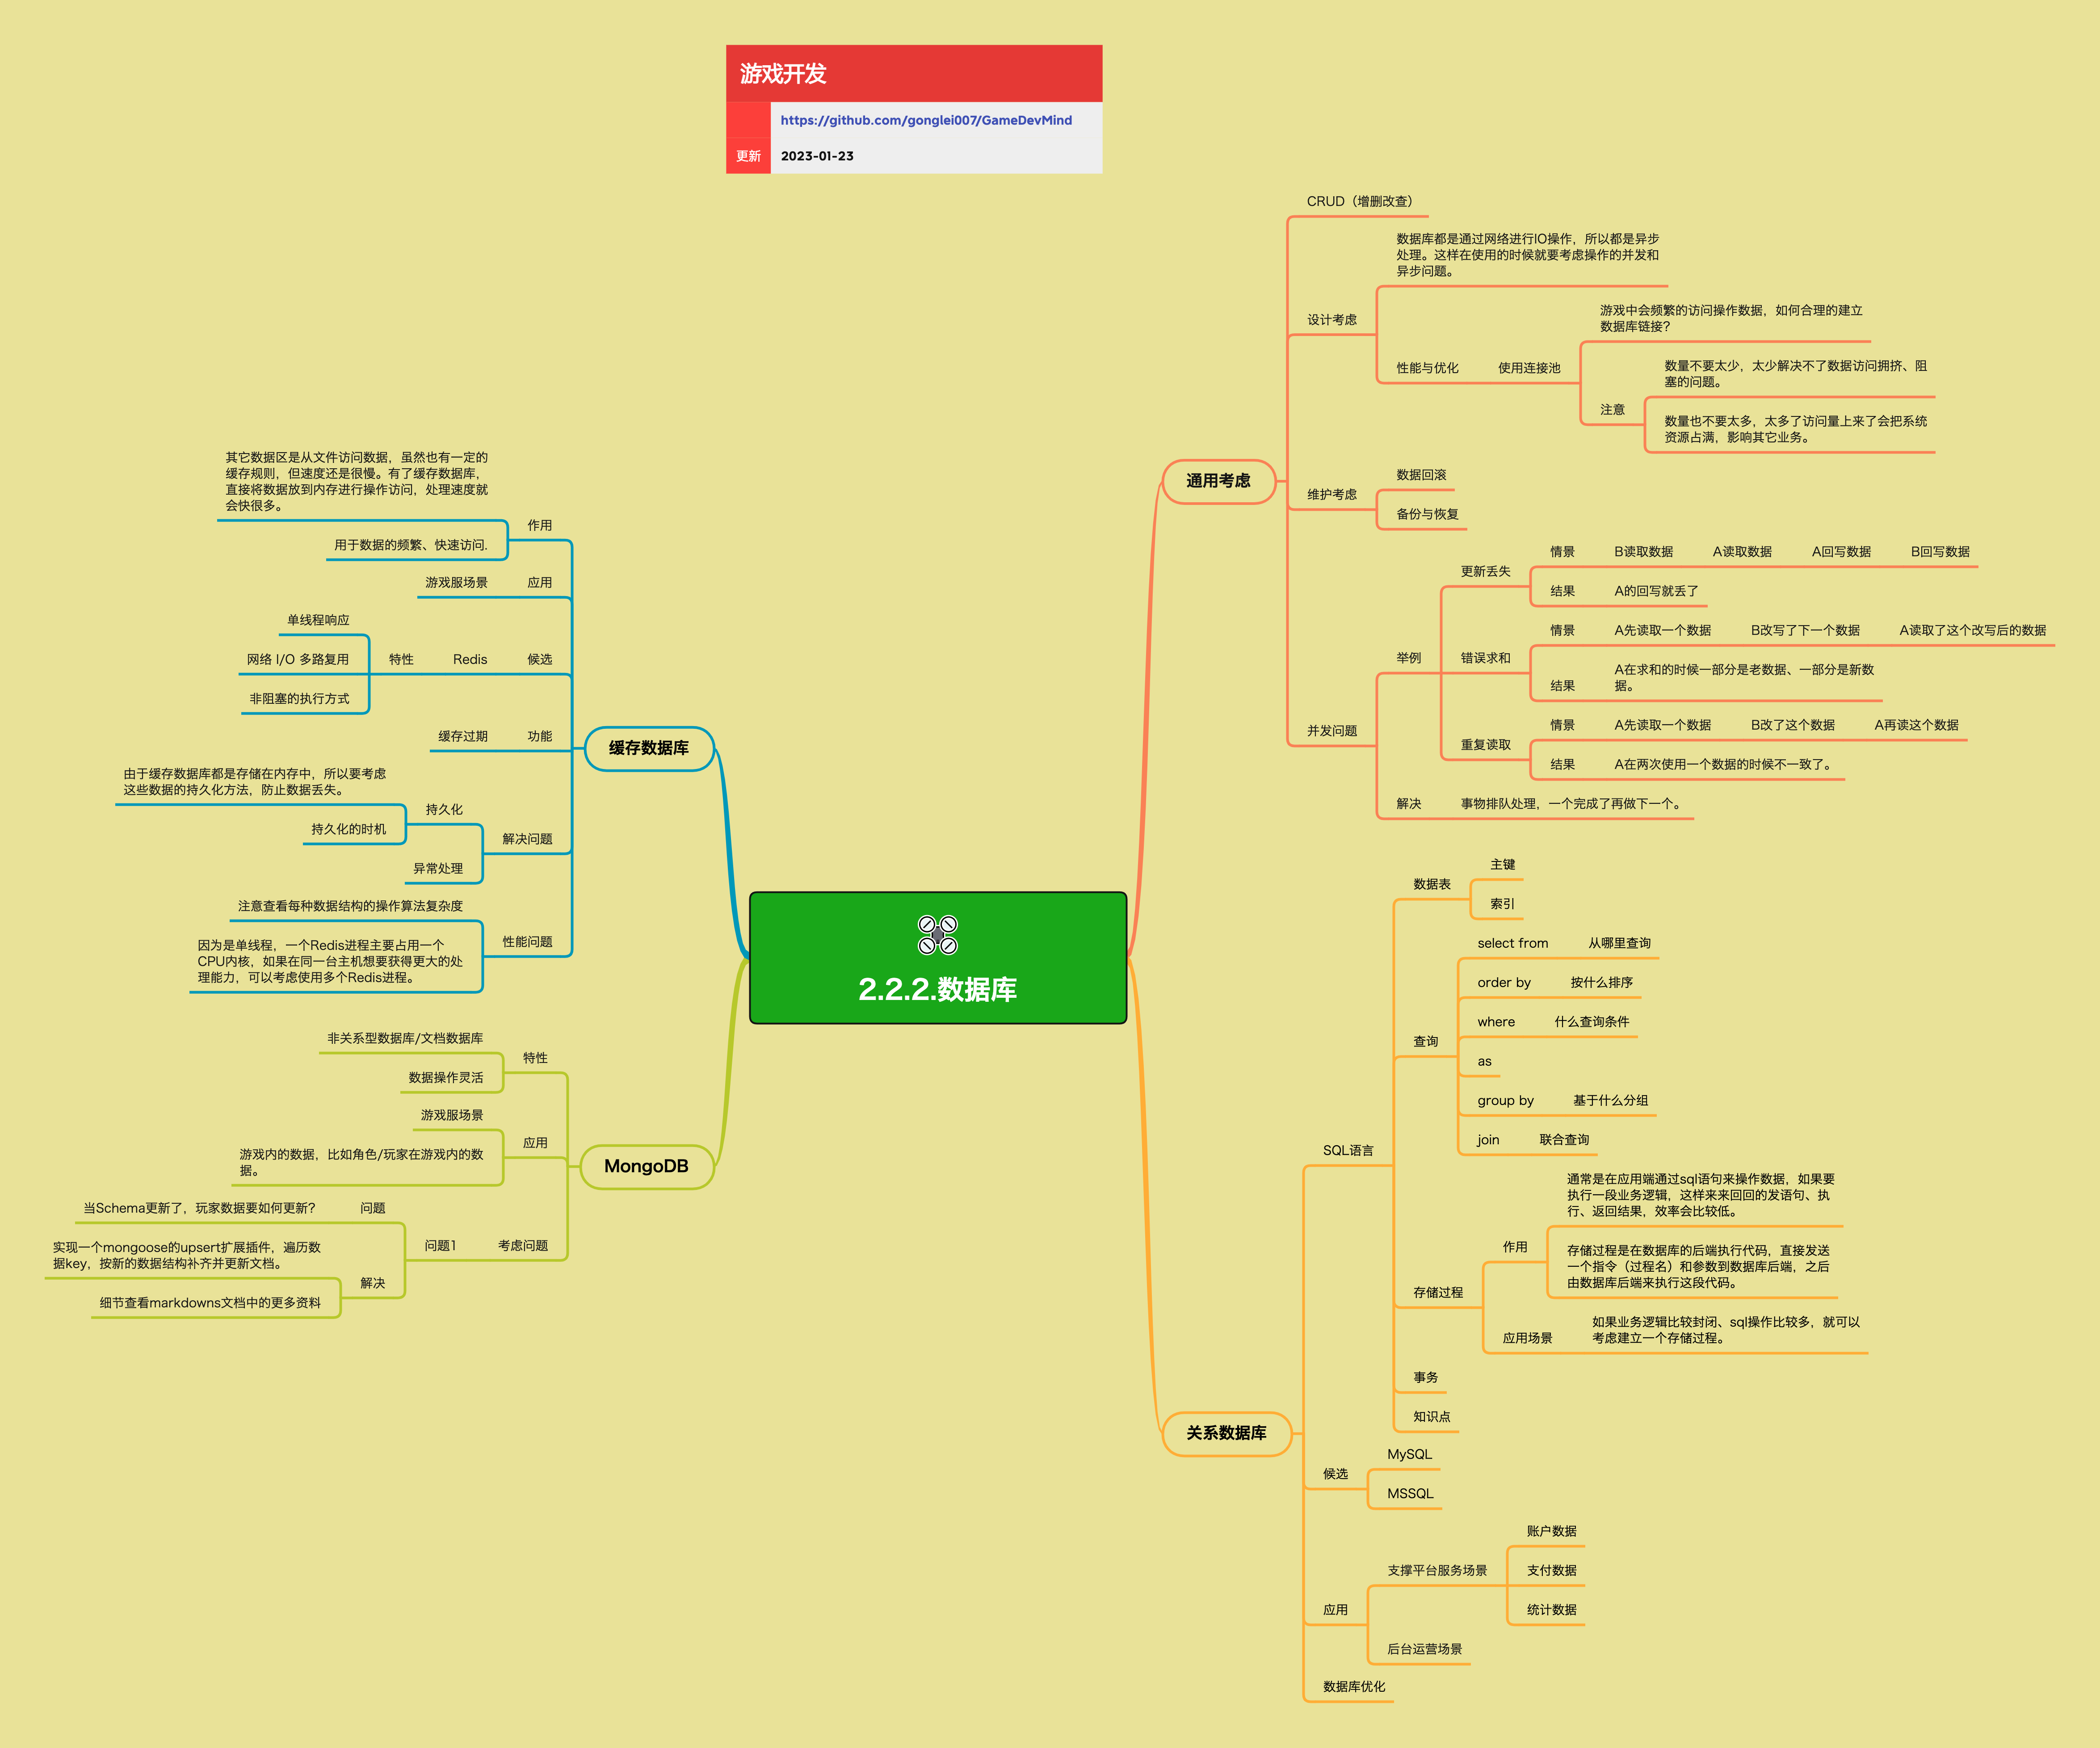 游戏开发
https://github.com/gonglei007/GameDevMind
更新
2023-01-23
2.2.2.数据库
通用考虑
CRUD（增删改查）
设计考虑
数据库都是通过网络进行IO操作，所以都是异步
处理。这样在使用的时候就要考虑操作的并发和
异步问题。
性能与优化
使用连接池
游戏中会频繁的访问操作数据，如何合理的建立
数据库链接？
注意
数量不要太少，太少解决不了数据访问拥挤、阻
塞的问题。
数量也不要太多，太多了访问量上来了会把系统
资源占满，影响其它业务。
维护考虑
数据回滚
备份与恢复
并发问题
举例
更新丢失
情景
B读取数据
A读取数据
A回写数据
B回写数据
结果
A的回写就丢了
错误求和
情景
A先读取一个数据
B改写了下一个数据
A读取了这个改写后的数据
结果
A在求和的时候一部分是老数据、一部分是新数
据。
重复读取
情景
A先读取一个数据
B改了这个数据
A再读这个数据
结果
A在两次使用一个数据的时候不一致了。
解决
事物排队处理，一个完成了再做下一个。
关系数据库
SQL语言
数据表
主键
索引
查询
select from
从哪里查询
order by
按什么排序
where
什么查询条件
as
group by
基于什么分组
join
联合查询
存储过程
作用
通常是在应用端通过sql语句来操作数据，如果要
执行一段业务逻辑，这样来来回回的发语句、执
行、返回结果，效率会比较低。
存储过程是在数据库的后端执行代码，直接发送
一个指令（过程名）和参数到数据库后端，之后
由数据库后端来执行这段代码。
应用场景
如果业务逻辑比较封闭、sql操作比较多，就可以
考虑建立一个存储过程。
事务
知识点
候选
MySQL
MSSQL
应用
支撑平台服务场景
账户数据
支付数据
统计数据
后台运营场景
数据库优化
缓存数据库
作用
其它数据区是从文件访问数据，虽然也有一定的
缓存规则，但速度还是很慢。有了缓存数据库，
直接将数据放到内存进行操作访问，处理速度就
会快很多。
用于数据的频繁、快速访问.
应用
游戏服场景
候选
Redis
特性
单线程响应
网络 I/O 多路复用
非阻塞的执行方式
功能
缓存过期
解决问题
持久化
由于缓存数据库都是存储在内存中，所以要考虑
这些数据的持久化方法，防止数据丢失。
持久化的时机
异常处理
性能问题
注意查看每种数据结构的操作算法复杂度
因为是单线程，一个Redis进程主要占用一个
CPU内核，如果在同一台主机想要获得更大的处
理能力，可以考虑使用多个Redis进程。
MongoDB
特性
非关系型数据库/文档数据库
数据操作灵活
应用
游戏服场景
游戏内的数据，比如角色/玩家在游戏内的数
据。
考虑问题
问题1
问题
当Schema更新了，玩家数据要如何更新？
解决
实现一个mongoose的upsert扩展插件，遍历数
据key，按新的数据结构补齐并更新文档。
细节查看markdowns文档中的更多资料